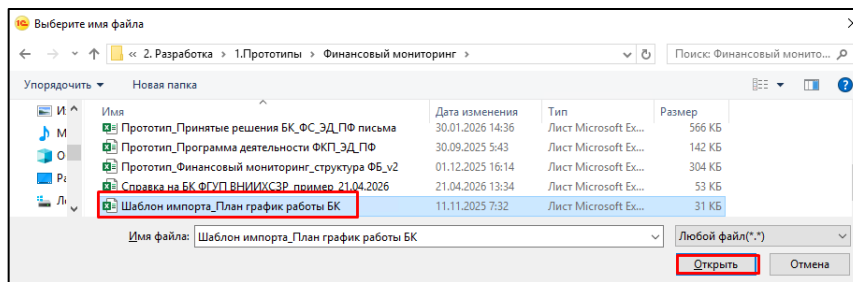 1С Выберите имя файла
« 2. Разработка > 1.Прототипы > Финансовый мониторинг >
Поиск: Финансовый монито...
Упорядочить Новая папка
Имя Дата изменения Тип Размер
Прототип_Принятые решения БК_ФС_ЭД_ПФ письма 30.01.2026 14:36 Лист Microsoft Ex... 566 КБ
Прототип_Программа деятельности ФКП_ЭД_ПФ 30.09.2025 5:43 Лист Microsoft Ex... 142 КБ
Прототип_Финансовый мониторинг_структура ФБ_v2 01.12.2025 16:14 Лист Microsoft Ex... 304 КБ
Справка на БК ФГУП ВНИИХСЗР_пример_21.04.2026 21.04.2026 13:34 Лист Microsoft Ex... 53 КБ
Шаблон импорта_План график работы БК 11.11.2025 7:32 Лист Microsoft Ex... 31 КБ
Имя файла: Шаблон импорта_План график работы БК Любой файл(*.*)
Открыть Отмена